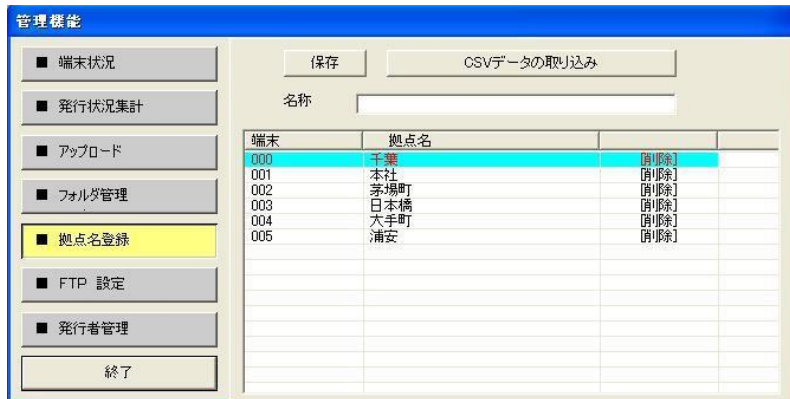 管理機能
■ 端末状況
■ 発行状況集計
■ アップロード
■ フォルダ管理
■ 拠点名登録
■ FTP 設定
■ 発行者管理
終了
保存
CSVデータの取り込み
名称
端末 拠点名
000 千葉 [削除]
001 本社 [削除]
002 茅場町 [削除]
003 日本橋 [削除]
004 大手町 [削除]
005 浦安 [削除]